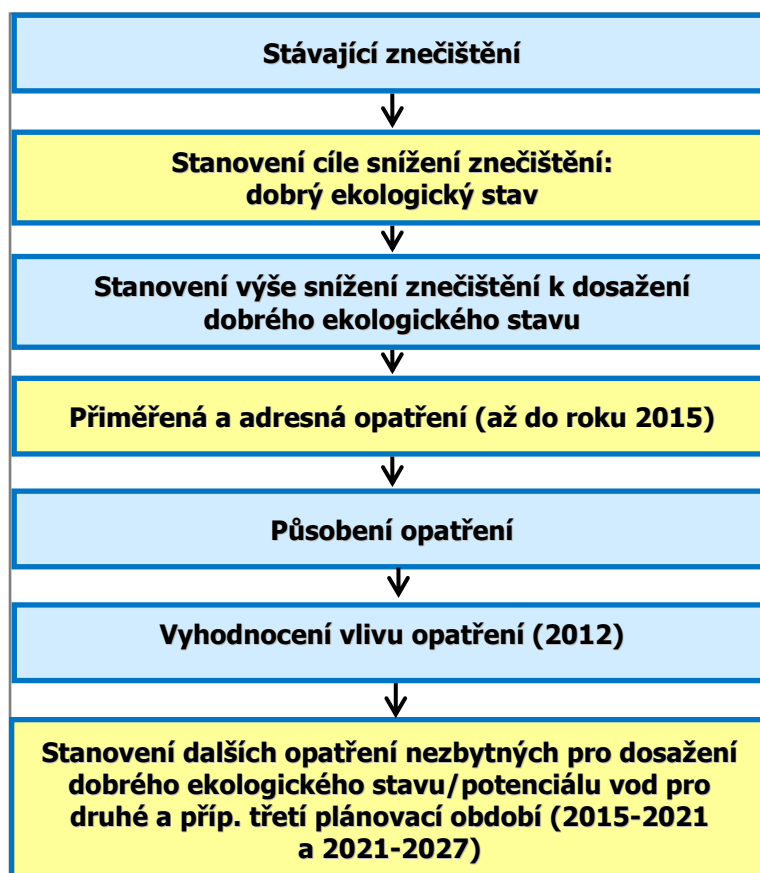 Stávající znečištění
Stanovení cíle snížení znečištění:
dobrý ekologický stav
Stanovení výše snížení znečištění k dosažení
dobrého ekologického stavu
Přiměřená a adresná opatření (až do roku 2015)
Působení opatření
Vyhodnocení vlivu opatření (2012)
Stanovení dalších opatření nezbytných pro dosažení
dobrého ekologického stavu/potenciálu vod pro
druhé a příp. třetí plánovací období (2015-2021
a 2021-2027)